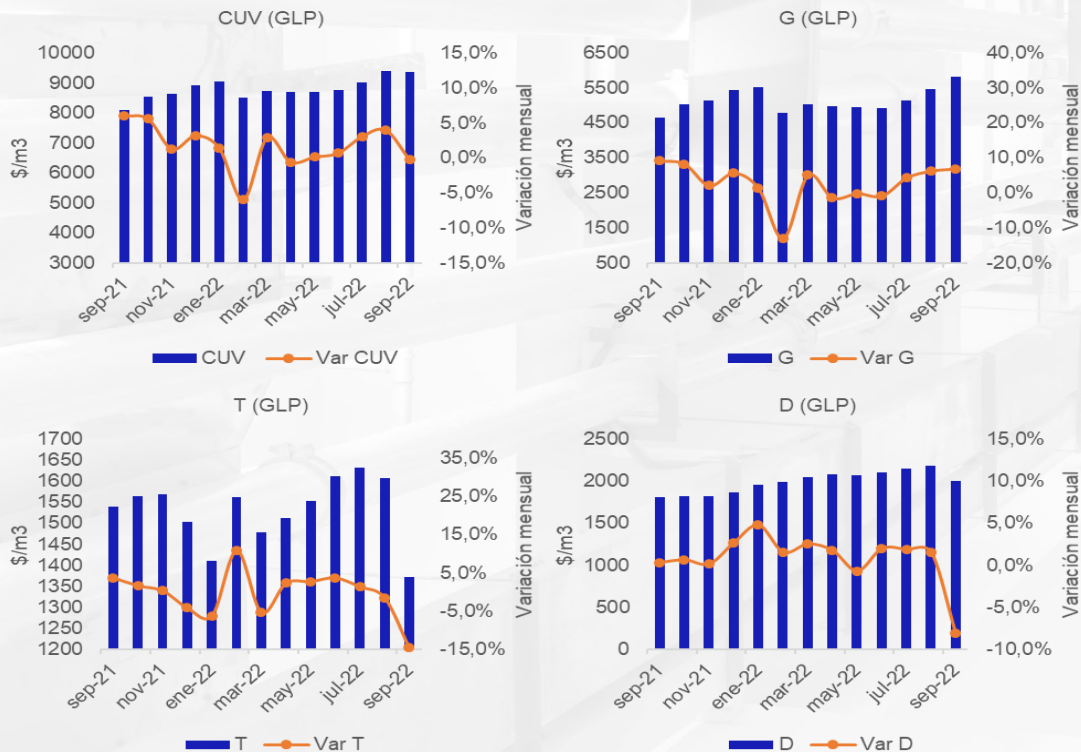 CUV (GLP)
10000
9000
8000
7000
6000
5000
4000
3000
$/m3
15,0%
10,0%
5,0%
0,0%
-5,0%
-10,0%
-15,0%
Variación mensual
sep-21
nov-21
ene-22
mar-22
may-22
jul-22
sep-22
CUV
Var CUV
G (GLP)
6500
5500
4500
3500
2500
1500
500
$/m3
40,0%
30,0%
20,0%
10,0%
0,0%
-10,0%
-20,0%
Variación mensual
sep-21
nov-21
ene-22
mar-22
may-22
jul-22
sep-22
G
Var G
T (GLP)
1700
1650
1600
1550
1500
1450
1400
1350
1300
1250
1200
$/m3
35,0%
25,0%
15,0%
5,0%
-5,0%
-15,0%
Variación mensual
sep-21
nov-21
ene-22
mar-22
may-22
jul-22
sep-22
T
Var T
D (GLP)
2500
2000
1500
1000
500
0
$/m3
15,0%
10,0%
5,0%
0,0%
-5,0%
-10,0%
Variación mensual
sep-21
nov-21
ene-22
mar-22
may-22
jul-22
sep-22
D
Var D